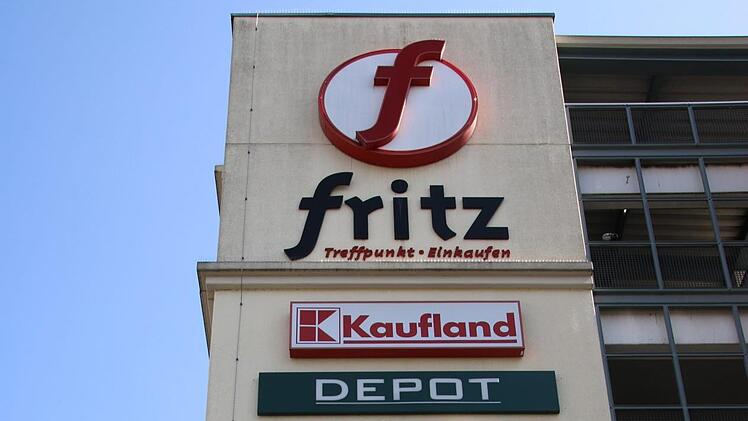 f
fritz
Treffpunkt • Einkaufen
K Kaufland
DEPOT